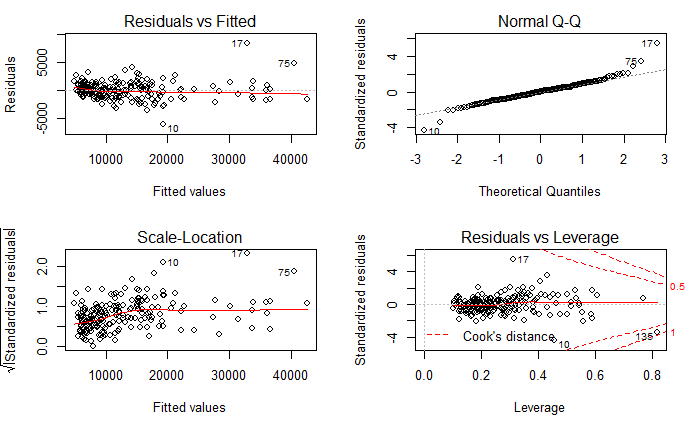 Residuals vs Fitted
Residuals
5000
0
-5000
17
75
10
10000 20000 30000 40000
Fitted values
Normal Q-Q
Standardized residuals
4
2
0
-4
17
75
10
-3 -2 -1 0 1 2 3
Theoretical Quantiles
Scale-Location
√|Standardized residuals|
2.0
1.0
0.0
17
10
75
10000 20000 30000 40000
Fitted values
Residuals vs Leverage
Standardized residuals
4
2
0
-4
17
10
135
0.5
1
Cook's distance
0.0 0.2 0.4 0.6 0.8
Leverage